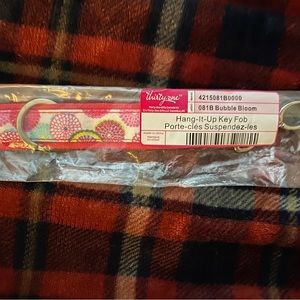 thirty-one
4215081B0000
081B Bubble Bloom
Hang-It-Up Key Fob
Porte-clés Suspendez-les